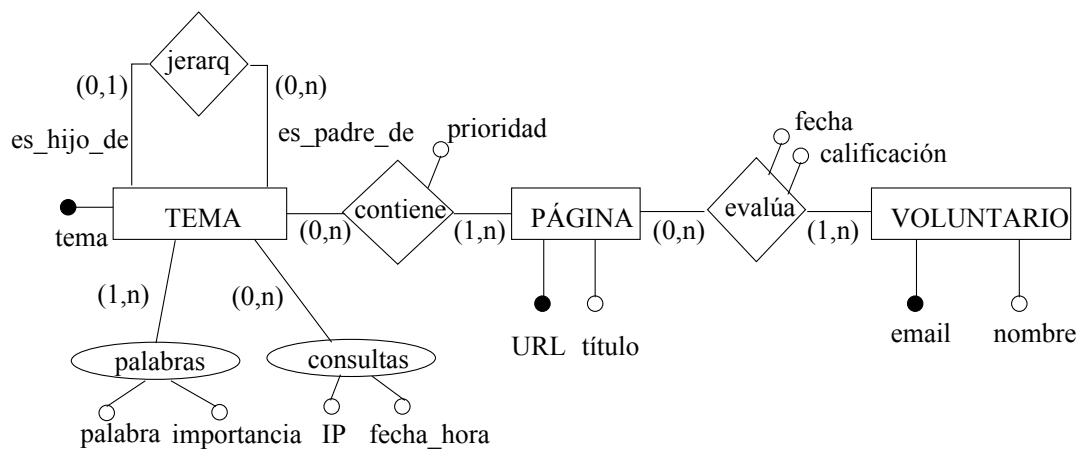 jerarq
(0,1)
(0,n)
es_hijo_de
es_padre_de
prioridad
fecha
calificación
TEMA
contiene
PÁGINA
evalúa
VOLUNTARIO
tema
(0,n)
(1,n)
(0,n)
(1,n)
(1,n)
(0,n)
palabras
consultas
URL
título
email
nombre
palabra
importancia
IP
fecha_hora